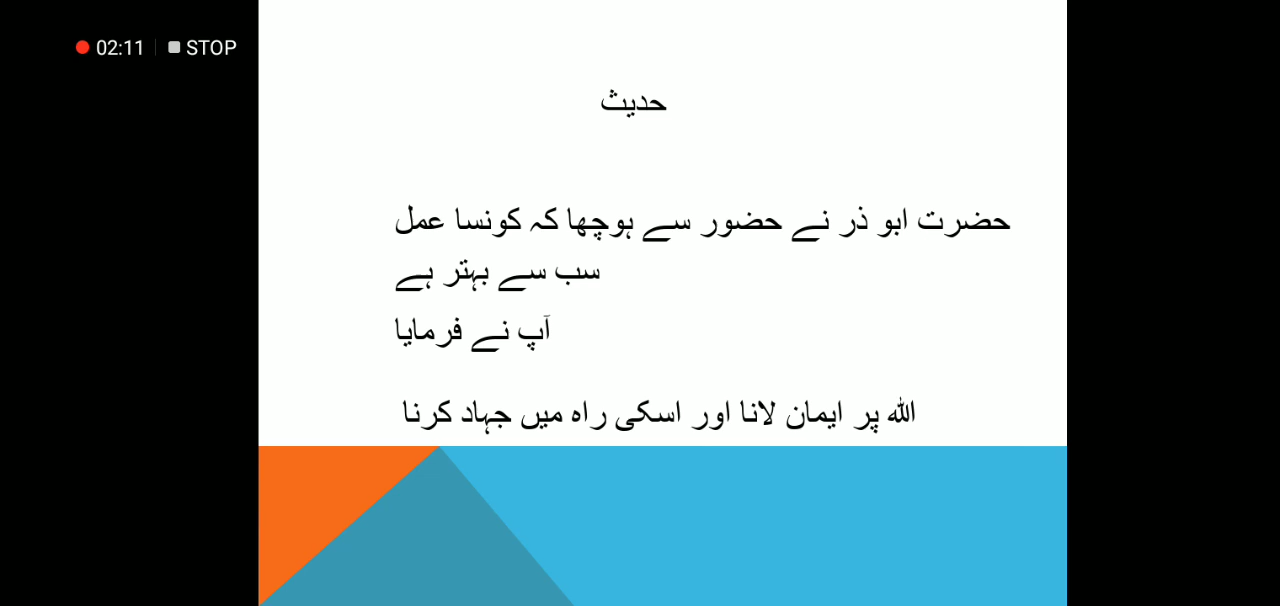 02:11 STOP
حدیث
حضرت ابو ذر نے حضور سے ہوچھا کہ کونسا عمل
سب سے بہتر ہے
آپ نے فرمایا
الله پر ایمان لانا اور اسکی راہ میں جہاد کرنا